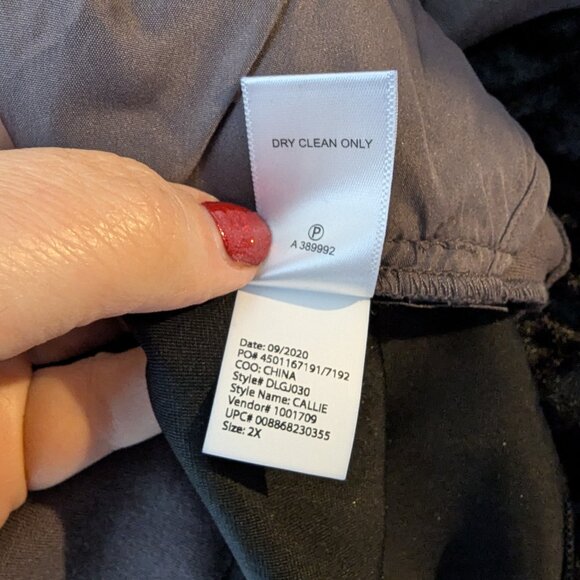 DRY CLEAN ONLY
P
A 389992
Date: 09/2020
PO# 4501167191/7192
COO: CHINA
Style# DLGJ030
Style Name: CALLIE
Vendor# 1001709
UPC# 008868230355
Size: 2X